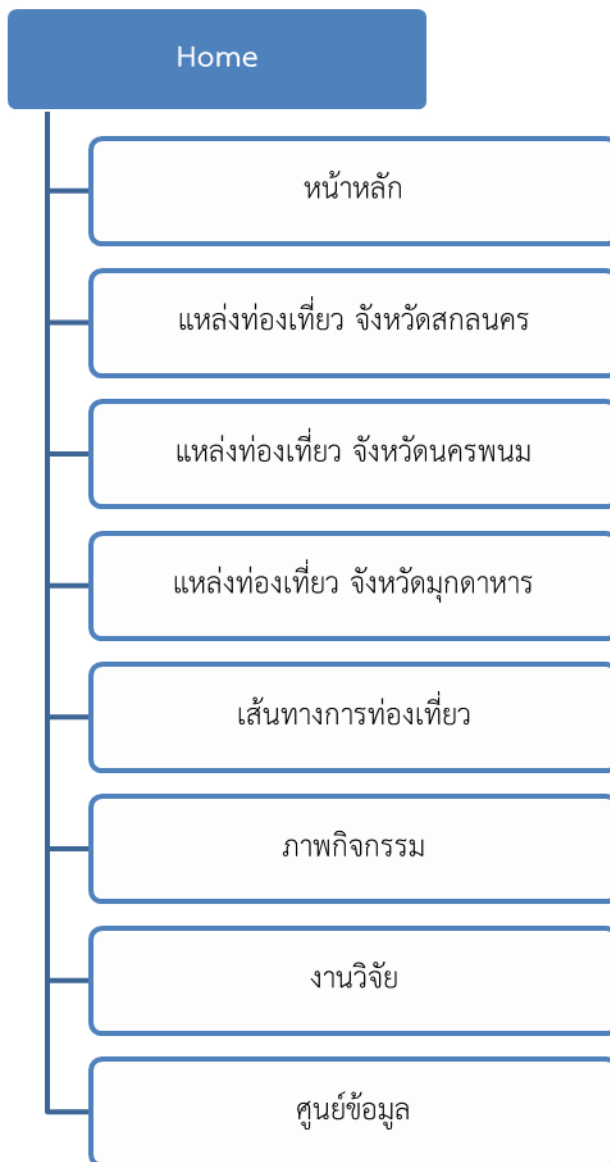 Home
หน้าหลัก
แหล่งท่องเที่ยว จังหวัดสกลนคร
แหล่งท่องเที่ยว จังหวัดนครพนม
แหล่งท่องเที่ยว จังหวัดมุกดาหาร
เส้นทางการท่องเที่ยว
ภาพกิจกรรม
งานวิจัย
ศูนย์ข้อมูล